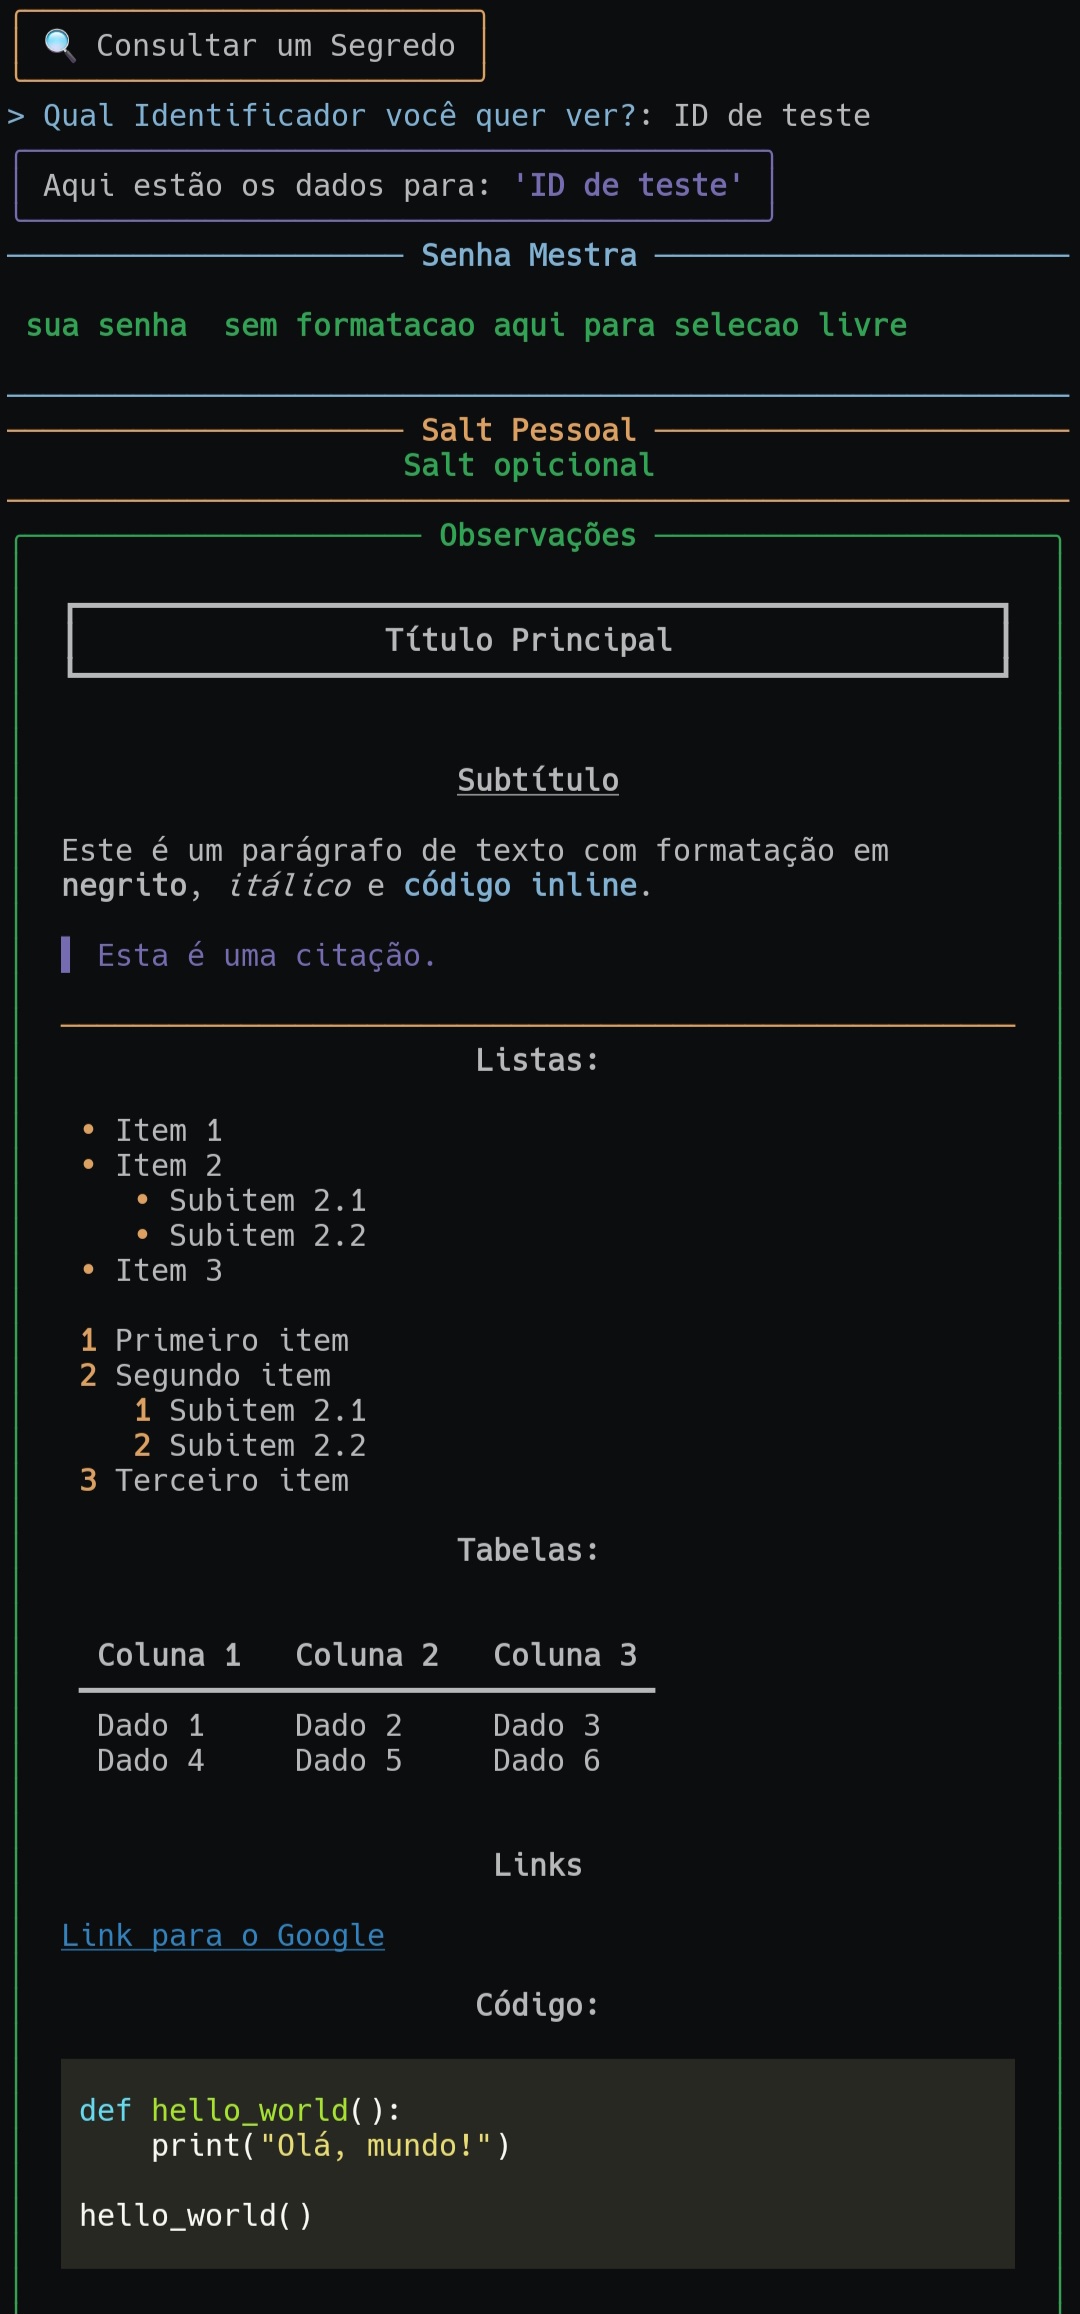 🔍 Consultar um Segredo
> Qual Identificador você quer ver?: ID de teste
Aqui estão os dados para: 'ID de teste'
Senha Mestra
sua senha  sem formatacao aqui para selecao livre
Salt Pessoal
Salt opicional
Observações
Título Principal
Subtítulo
Este é um parágrafo de texto com formatação em
negrito, itálico e código inline.
Esta é uma citação.
Listas:
• Item 1
• Item 2
• Subitem 2.1
• Subitem 2.2
• Item 3
1 Primeiro item
2 Segundo item
1 Subitem 2.1
2 Subitem 2.2
3 Terceiro item
Tabelas:
Coluna 1 Coluna 2 Coluna 3
Dado 1 Dado 2 Dado 3
Dado 4 Dado 5 Dado 6
Links
Link para o Google
Código:
def hello_world():
    print("Olá, mundo!")
hello_world()